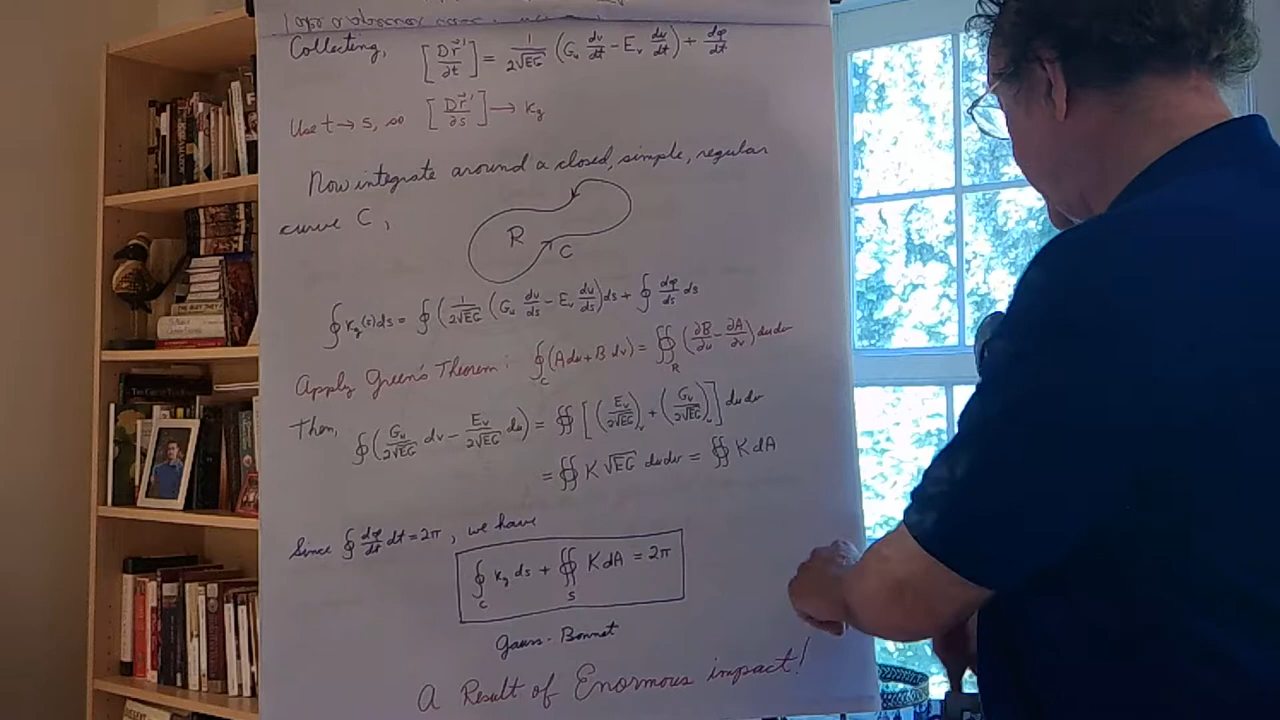 Collecting, [Dr⃗'/∂t] = 1/2√EG (G_u dv/dt − E_v du/dt) + dφ/dt
Use t → s, so [Dr⃗'/∂s] → K_g
Now integrate around a closed, simple, regular
curve C,
R
C
∮ K_g(s) ds = ∮ (1/2√EG (G_u dv/ds − E_v du/ds) ds + ∮ dφ/ds ds
Apply Green's Theorem: ∮_C (A du + B dv) = ∯_R (∂B/∂u − ∂A/∂v) du dv
Then, ∮ (G_u/2√EG dv − E_v/2√EG du) = ∯ [(E_v/2√EG)_v + (G_u/2√EG)_u] du dv
= ∯ K √EG du dv = ∯ K dA
Since ∮ dφ/dt dt = 2π, we have
∮_C K_g ds + ∯_S K dA = 2π
Gauss-Bonnet
A Result of Enormous impact!